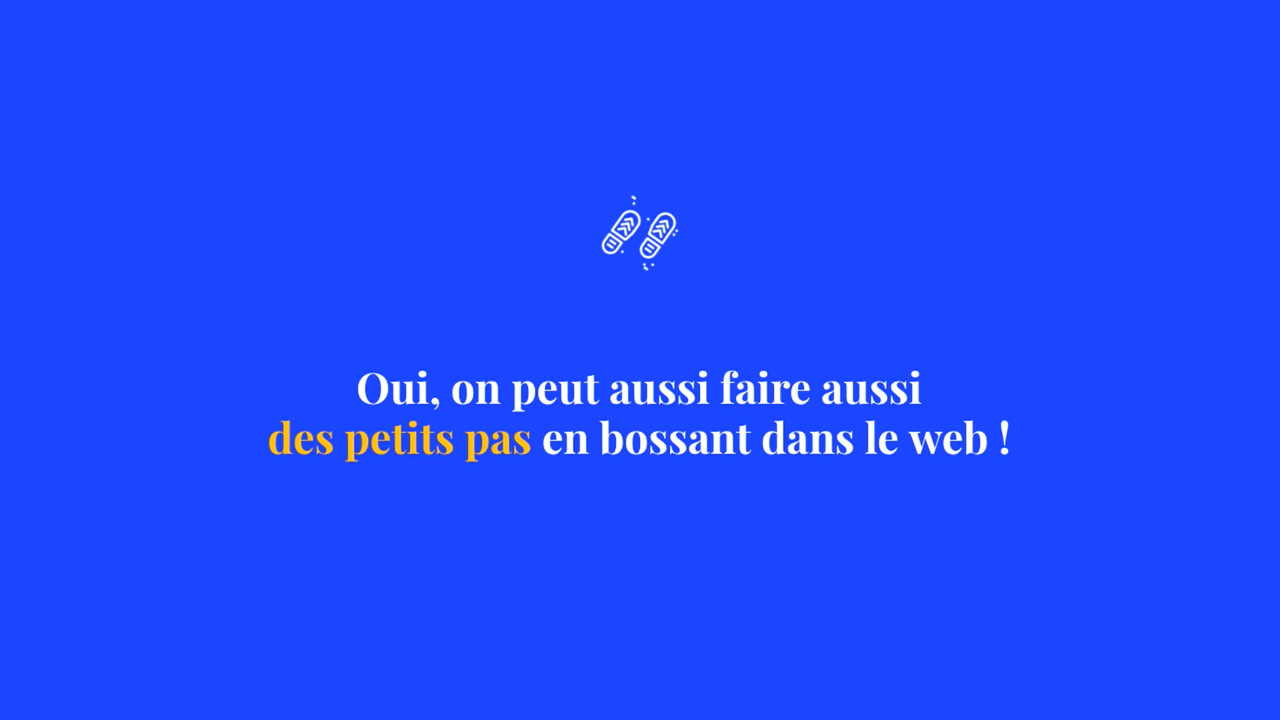 Oui, on peut aussi faire aussi
des petits pas en bossant dans le web !